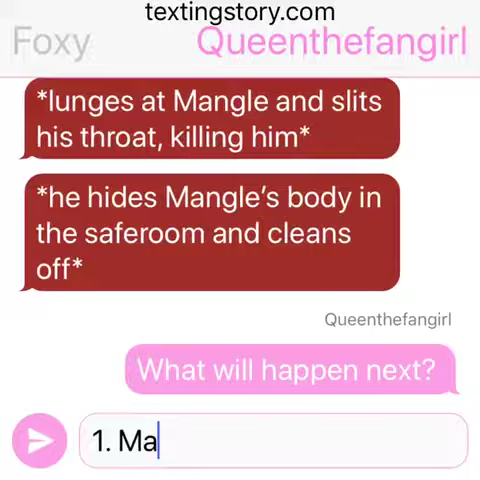 textingstory.com
Foxy Queenthefangirl
*lunges at Mangle and slits
his throat, killing him*
*he hides Mangle’s body in
the saferoom and cleans
off*
Queenthefangirl
What will happen next?
1. Ma